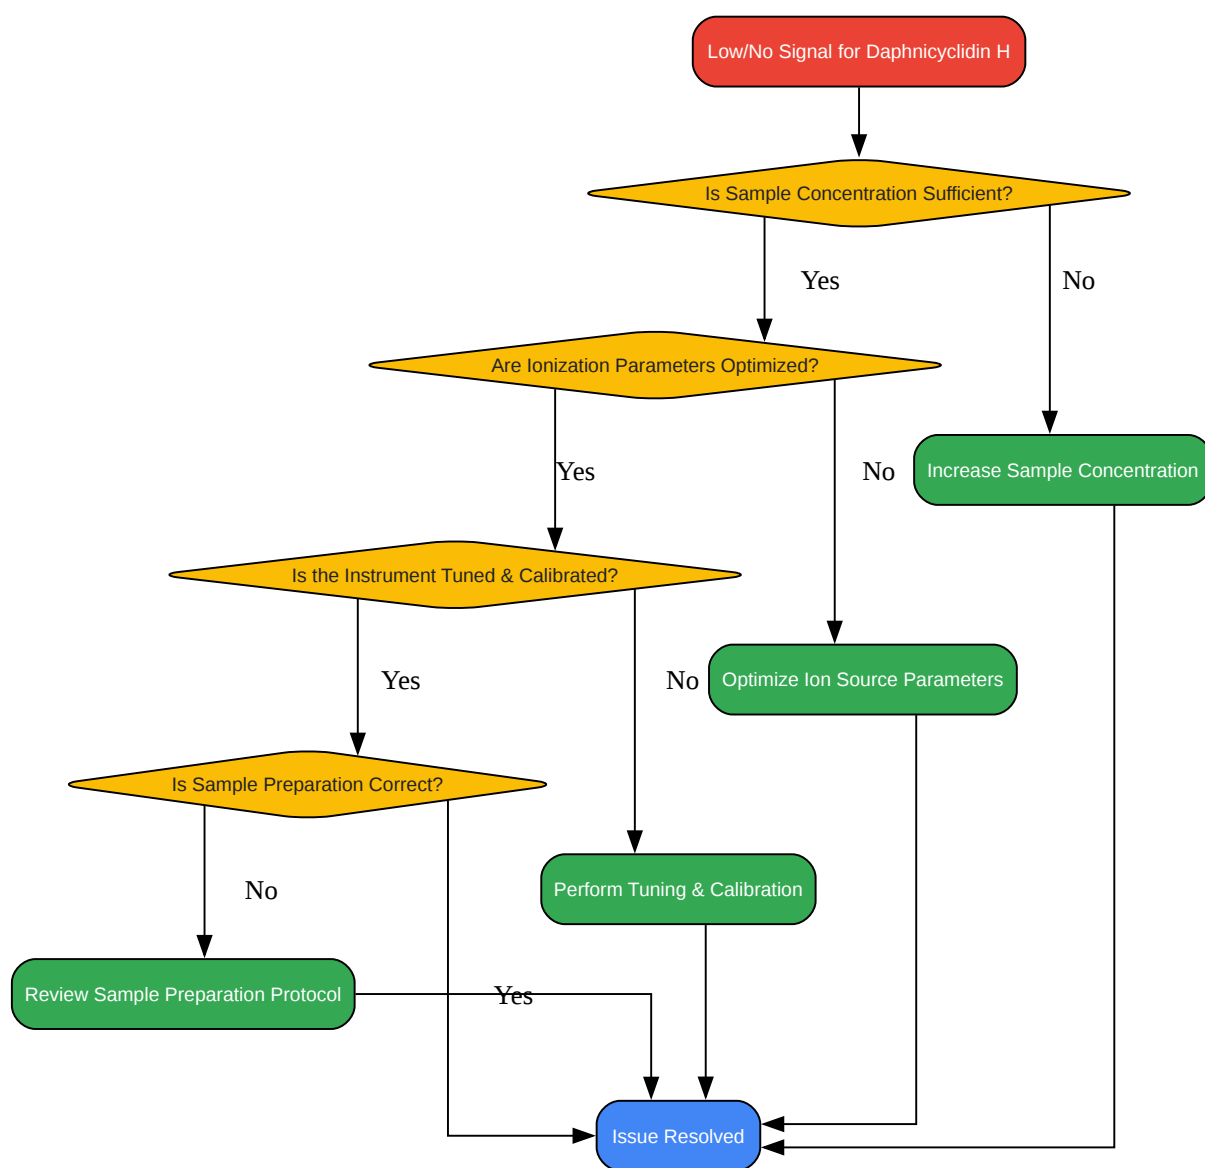 Low/No Signal for Daphnicyclidin H
Is Sample Concentration Sufficient?
Yes
No
Are Ionization Parameters Optimized?
Yes
No
Increase Sample Concentration
Is the Instrument Tuned & Calibrated?
Yes
No
Optimize Ion Source Parameters
Is Sample Preparation Correct?
No
Perform Tuning & Calibration
Review Sample Preparation Protocol
Yes
Issue Resolved